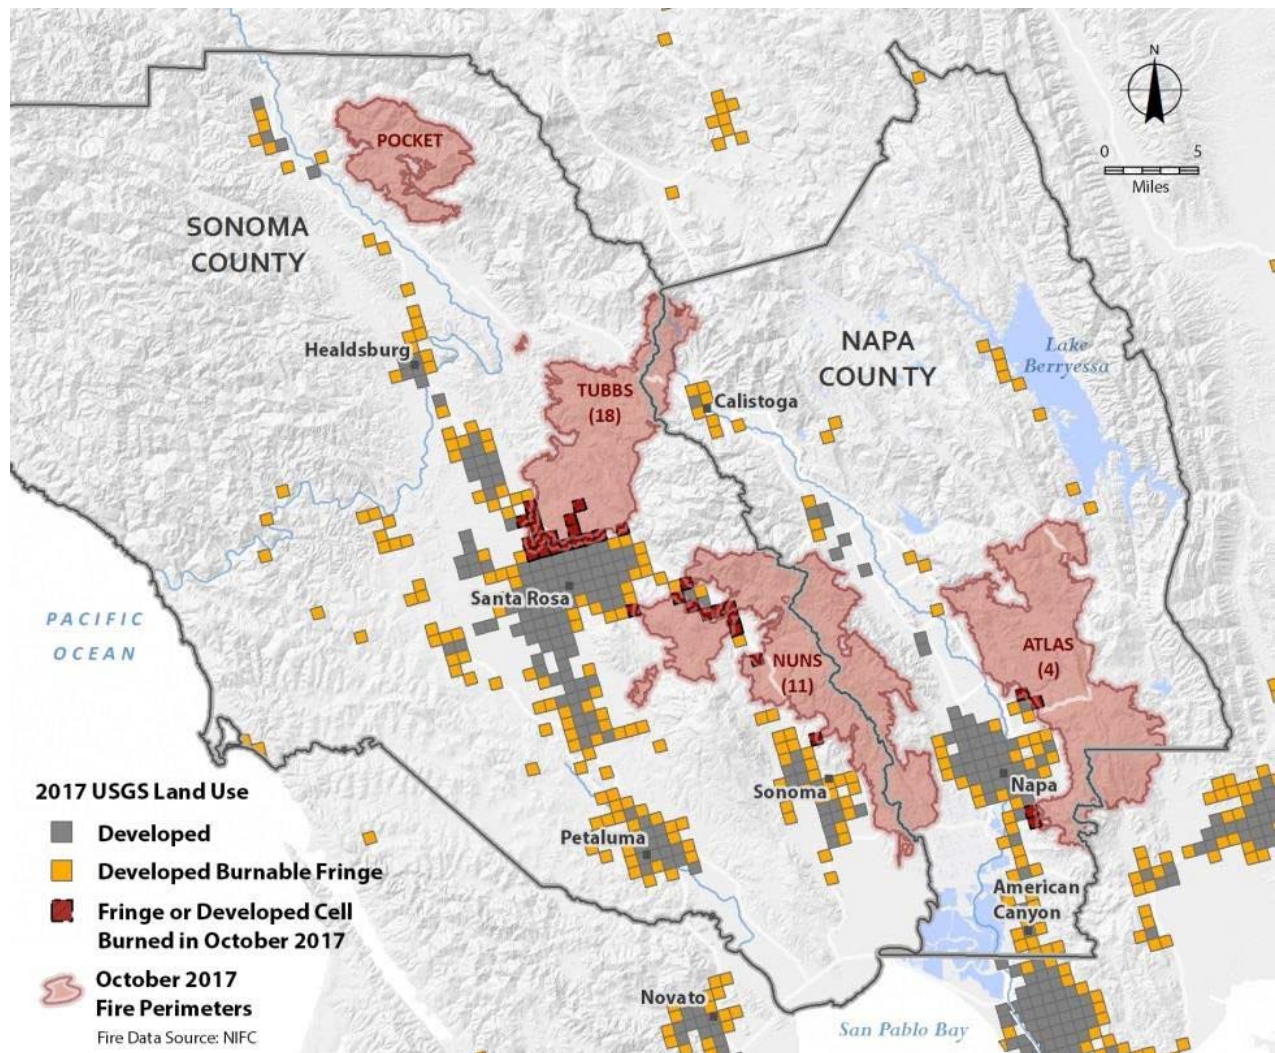 N
0 5
Miles
POCKET
SONOMA
COUNTY
Healdsburg
TUBBS
(18)
NAPA
COUNTY
Lake
Berryessa
Calistoga
Santa Rosa
PACIFIC
OCEAN
ATLAS
(4)
NUNS
(11)
Sonoma
Napa
Petaluma
American
Canyon
Novato
San Pablo Bay
2017 USGS Land Use
Developed
Developed Burnable Fringe
Fringe or Developed Cell
Burned in October 2017
October 2017
Fire Perimeters
Fire Data Source: NIFC